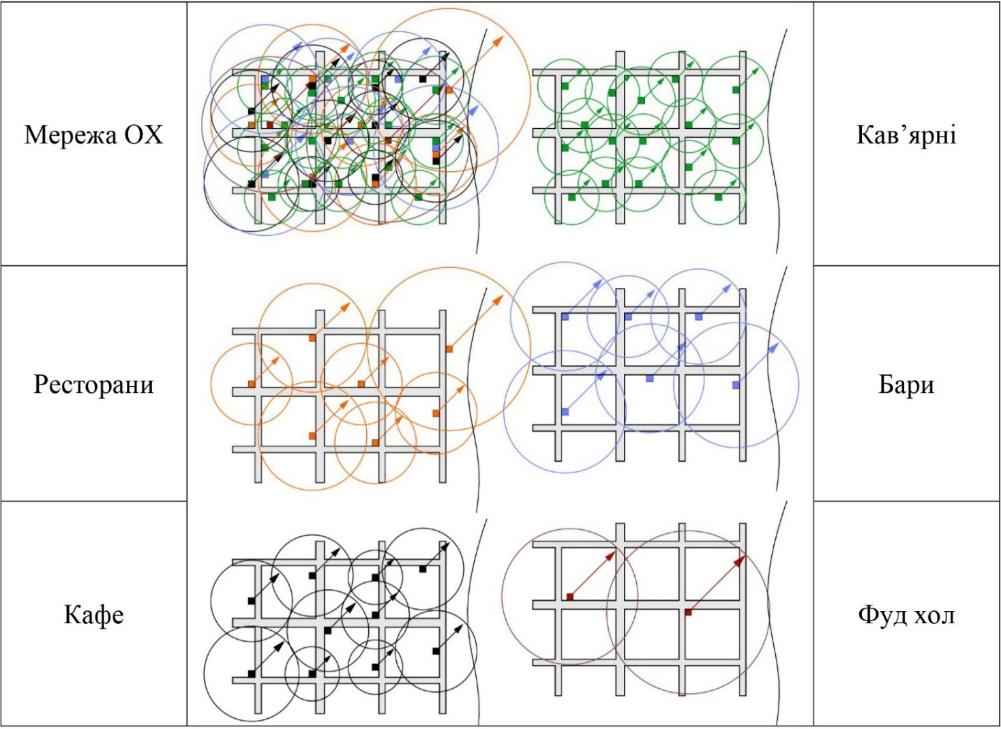 Мережа ОХ
Кав’ярні
Ресторани
Бари
Кафе
Фуд хол